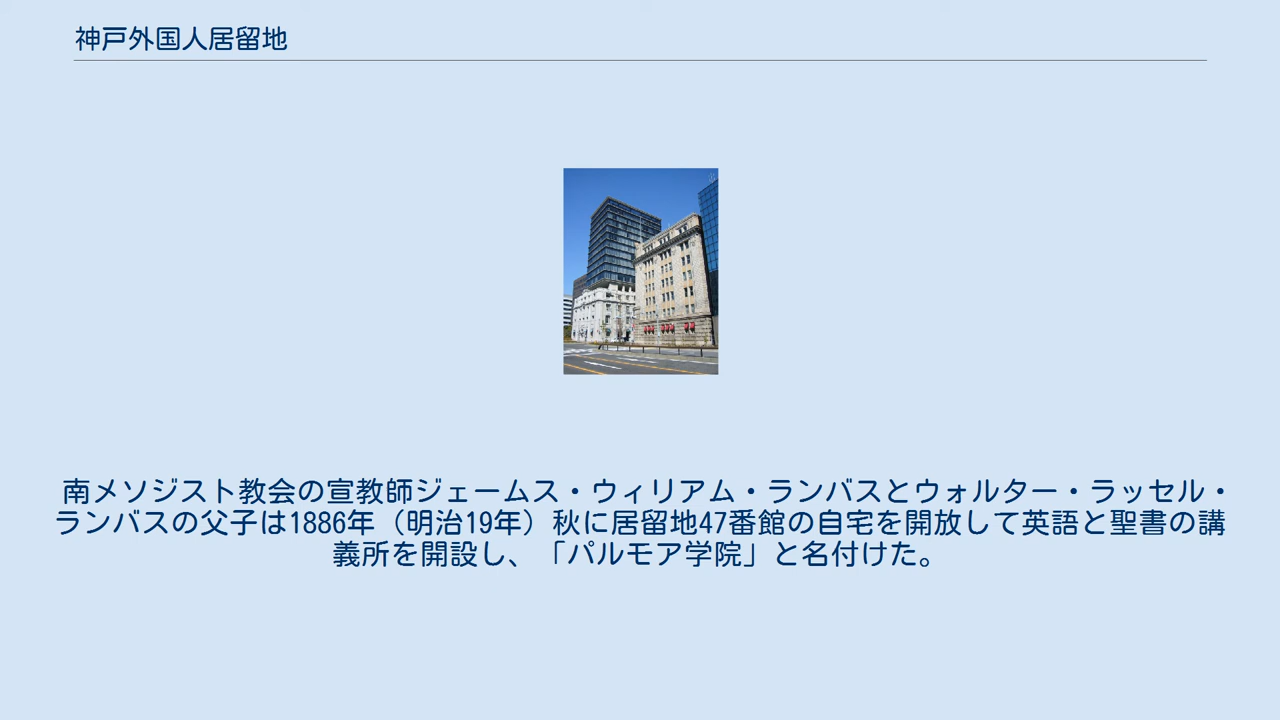 神戸外国人居留地
南メソジスト教会の宣教師ジェームス・ウィリアム・ランバスとウォルター・ラッセル・
ランバスの父子は1886年（明治19年）秋に居留地47番館の自宅を開放して英語と聖書の講
義所を開設し、「パルモア学院」と名付けた。